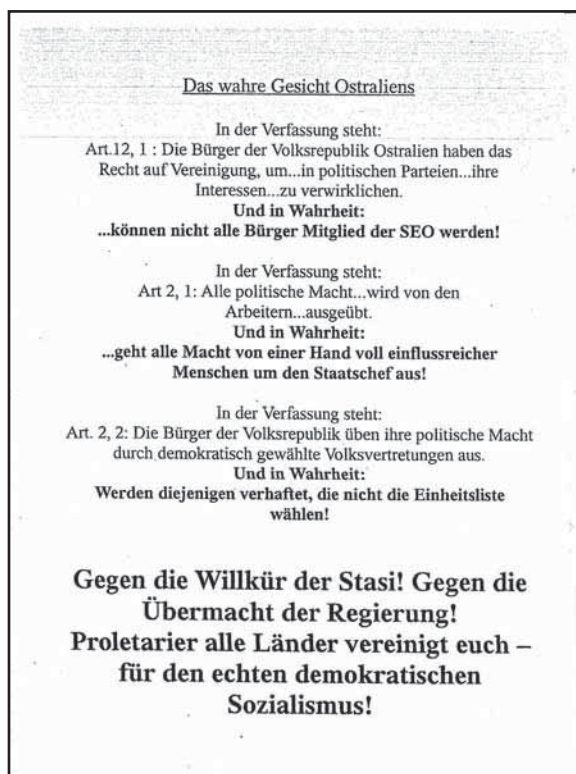 Das wahre Gesicht Ostraliens
In der Verfassung steht:
Art.12, 1 : Die Bürger der Volksrepublik Ostralien haben das
Recht auf Vereinigung, um...in politischen Parteien...ihre
Interessen...zu verwirklichen.
Und in Wahrheit:
...können nicht alle Bürger Mitglied der SEO werden!
In der Verfassung steht:
Art 2, 1: Alle politische Macht...wird von den
Arbeitern...ausgeübt.
Und in Wahrheit:
...geht alle Macht von einer Hand voll einflussreicher
Menschen um den Staatschef aus!
In der Verfassung steht:
Art. 2, 2: Die Bürger der Volksrepublik üben ihre politische Macht
durch demokratisch gewählte Volksvertretungen aus.
Und in Wahrheit:
Werden diejenigen verhaftet, die nicht die Einheitsliste
wählen!
Gegen die Willkür der Stasi! Gegen die
Übermacht der Regierung!
Proletarier alle Länder vereinigt euch –
für den echten demokratischen
Sozialismus!